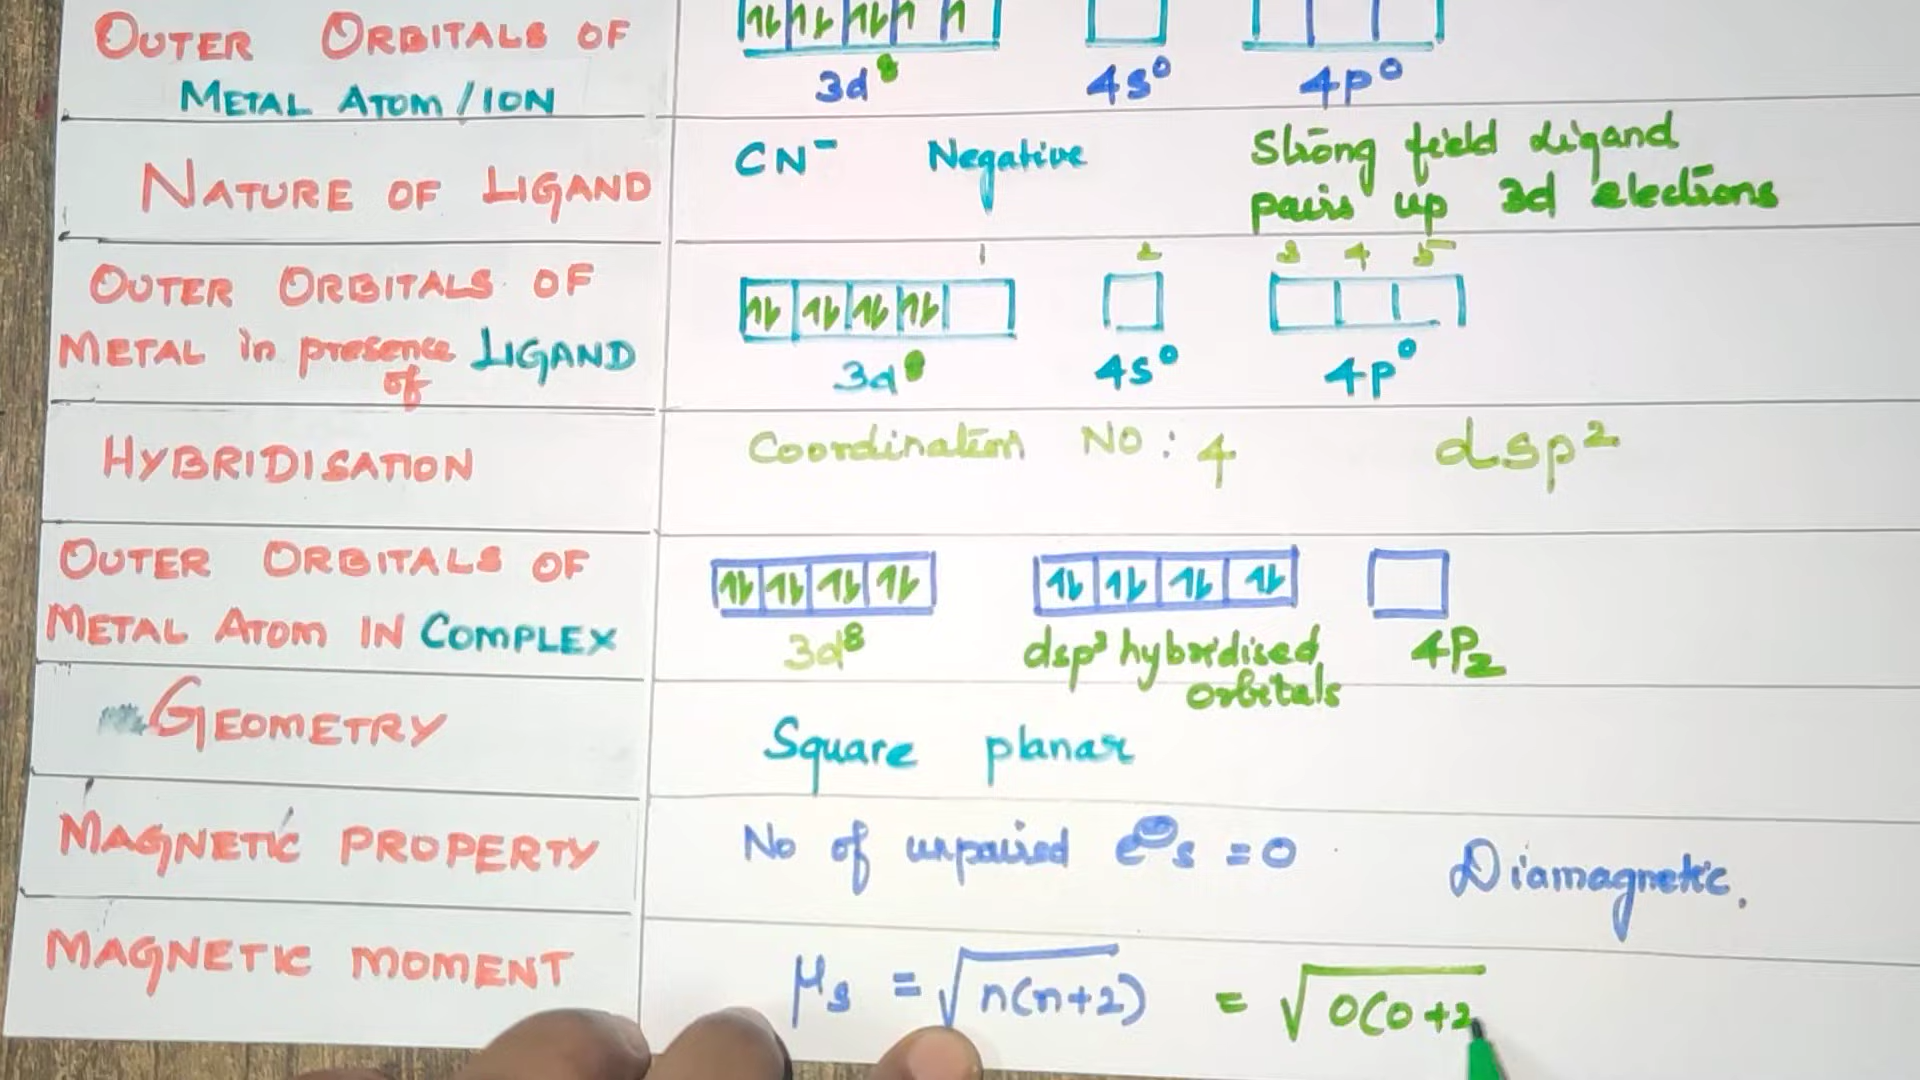 OUTER ORBITALS OF
METAL ATOM / ION
3d⁸ 4s⁰ 4p⁰
NATURE OF LIGAND
CN⁻ Negative Strong field Ligand
pairs up 3d electrons
OUTER ORBITALS OF
METAL in presence of LIGAND
1 2 3 4 5
3d⁸ 4s⁰ 4p⁰
HYBRIDISATION
Coordination NO : 4 dsp²
OUTER ORBITALS OF
METAL ATOM IN COMPLEX
3d⁸ dsp² hybridised 4Pz
orbitals
GEOMETRY
Square planar
MAGNETIC PROPERTY
No of unpaired e⊖s = 0 Diamagnetic.
MAGNETIC MOMENT
μs = √n(n+2) = √0(0+2